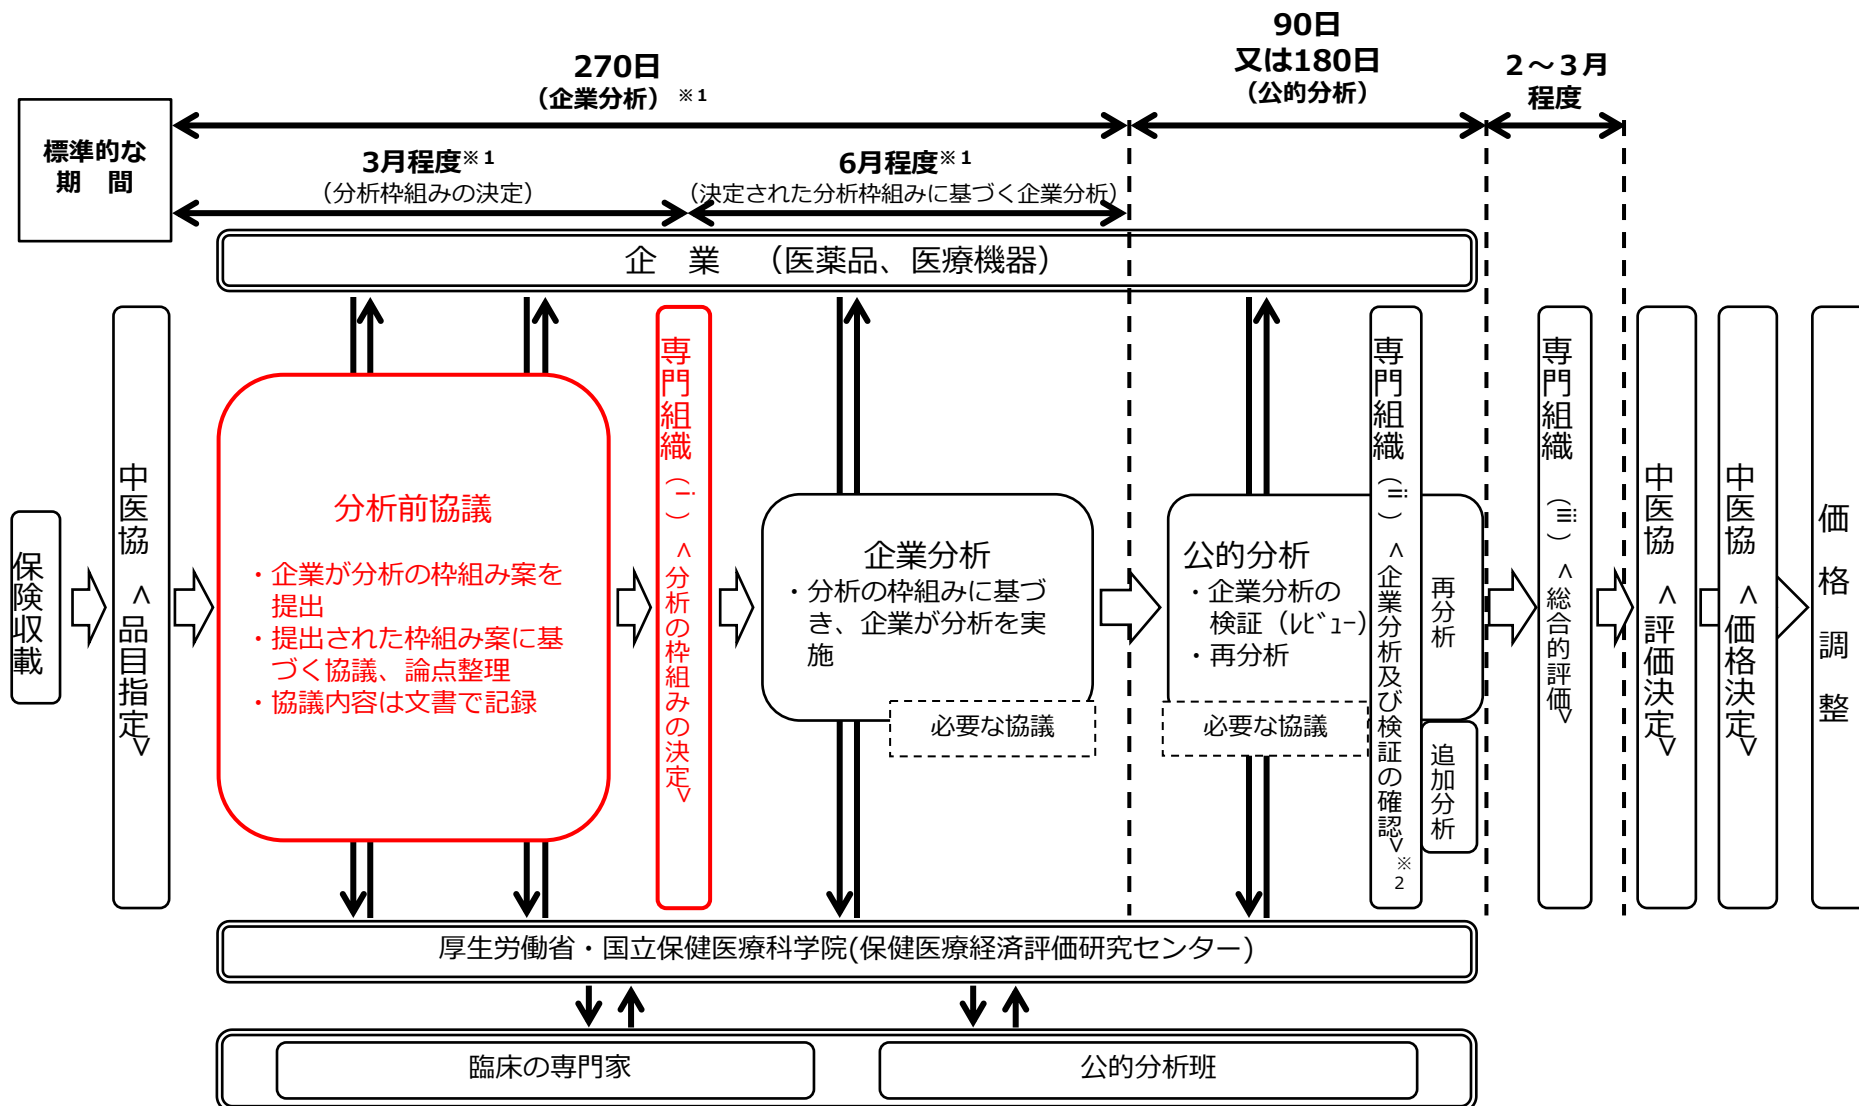 90日
又は180日
（公的分析）
270日
（企業分析）※1
２～３月
程度
標準的な
期　間
3月程度※1
（分析枠組みの決定）
6月程度※1
（決定された分析枠組みに基づく企業分析）
企　業　（医薬品、医療機器）
保険収載
中医協　＜品目指定＞
分析前協議
・企業が分析の枠組み案を
提出
・提出された枠組み案に基
づく協議、論点整理
・協議内容は文書で記録
専門組織（ⅰ）＜分析の枠組みの決定＞
企業分析
・分析の枠組みに基づ
き、企業が分析を実
施
必要な協議
公的分析
・企業分析の
検証（ﾚﾋﾞｭｰ）
・再分析
必要な協議
専門組織（ⅱ）＜企業分析及び検証の確認＞※2
再分析
追加分析
専門組織　（ⅲ）＜総合的評価＞
中医協　＜評価決定＞
中医協　＜価格決定＞
価格調整
厚生労働省・国立保健医療科学院(保健医療経済評価研究センター)
臨床の専門家
公的分析班